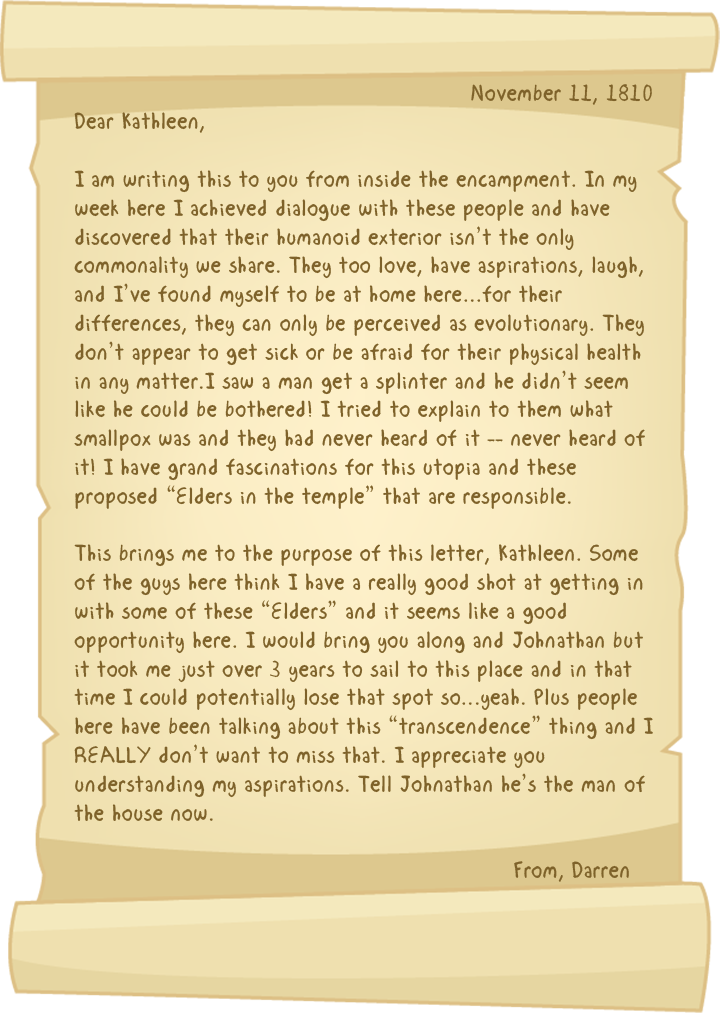 November 11, 1810
Dear Kathleen,
I am writing this to you from inside the encampment. In my
week here I achieved dialogue with these people and have
discovered that their humanoid exterior isn't the only
commonality we share. They too love, have aspirations, laugh,
and I've found myself to be at home here...for their
differences, they can only be perceived as evolutionary. They
don't appear to get sick or be afraid for their physical health
in any matter.I saw a man get a splinter and he didn't seem
like he could be bothered! I tried to explain to them what
smallpox was and they had never heard of it -- never heard of
it! I have grand fascinations for this utopia and these
proposed “Elders in the temple” that are responsible.
This brings me to the purpose of this letter, Kathleen. Some
of the guys here think I have a really good shot at getting in
with some of these “Elders” and it seems like a good
opportunity here. I would bring you along and Johnathan but
it took me just over 3 years to sail to this place and in that
time I could potentially lose that spot so...yeah. Plus people
here have been talking about this “transcendence” thing and I
REALLY don't want to miss that. I appreciate you
understanding my aspirations. Tell Johnathan he's the man of
the house now.
From, Darren